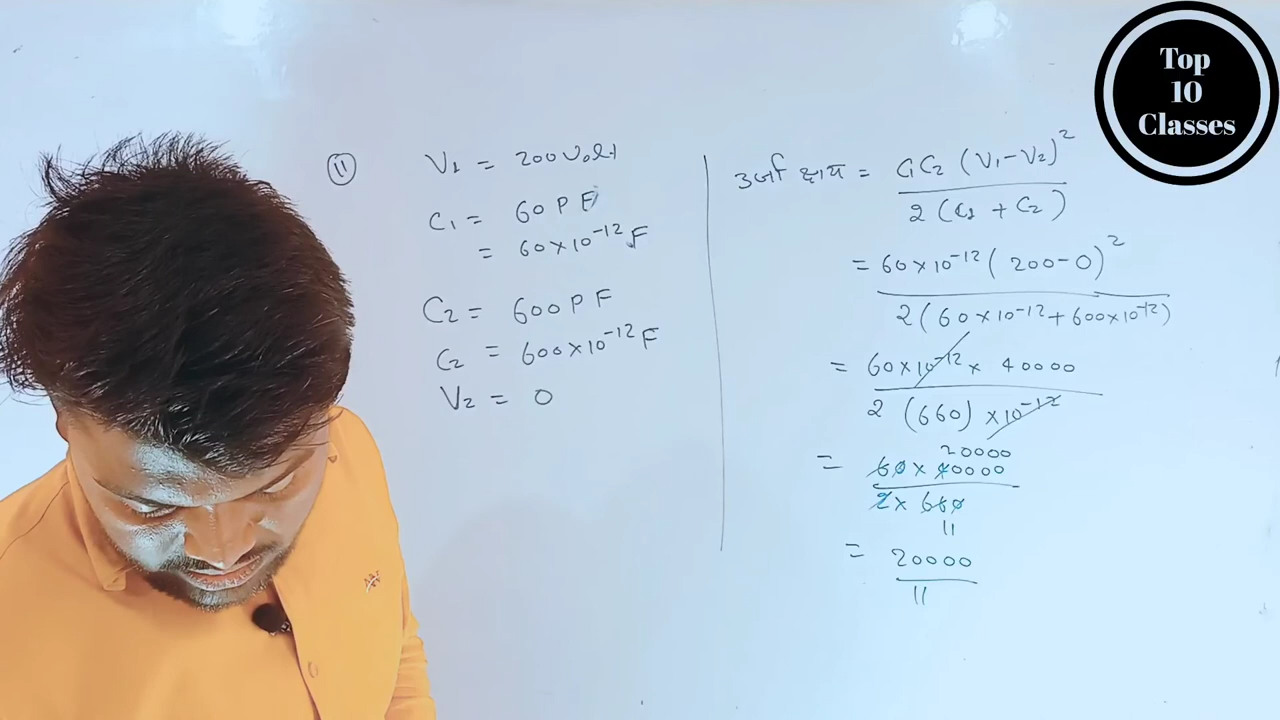 Top
10
Classes
(11)
V1 = 200 Volt
C1 = 60 P F
= 60 × 10⁻¹² F
C2 = 600 P F
C2 = 600 × 10⁻¹² F
V2 = 0
उर्जा ह्रास = C1C2 (V1 - V2)²
2 (C1 + C2)
= 60 × 10⁻¹² ( 200 - 0)²
2 ( 60 × 10⁻¹² + 600 × 10⁻¹²)
= 60 × 10⁻¹² × 40000
2 (660) × 10⁻¹²
20000
= 60 × 40000
2 × 660
11
= 20000
11